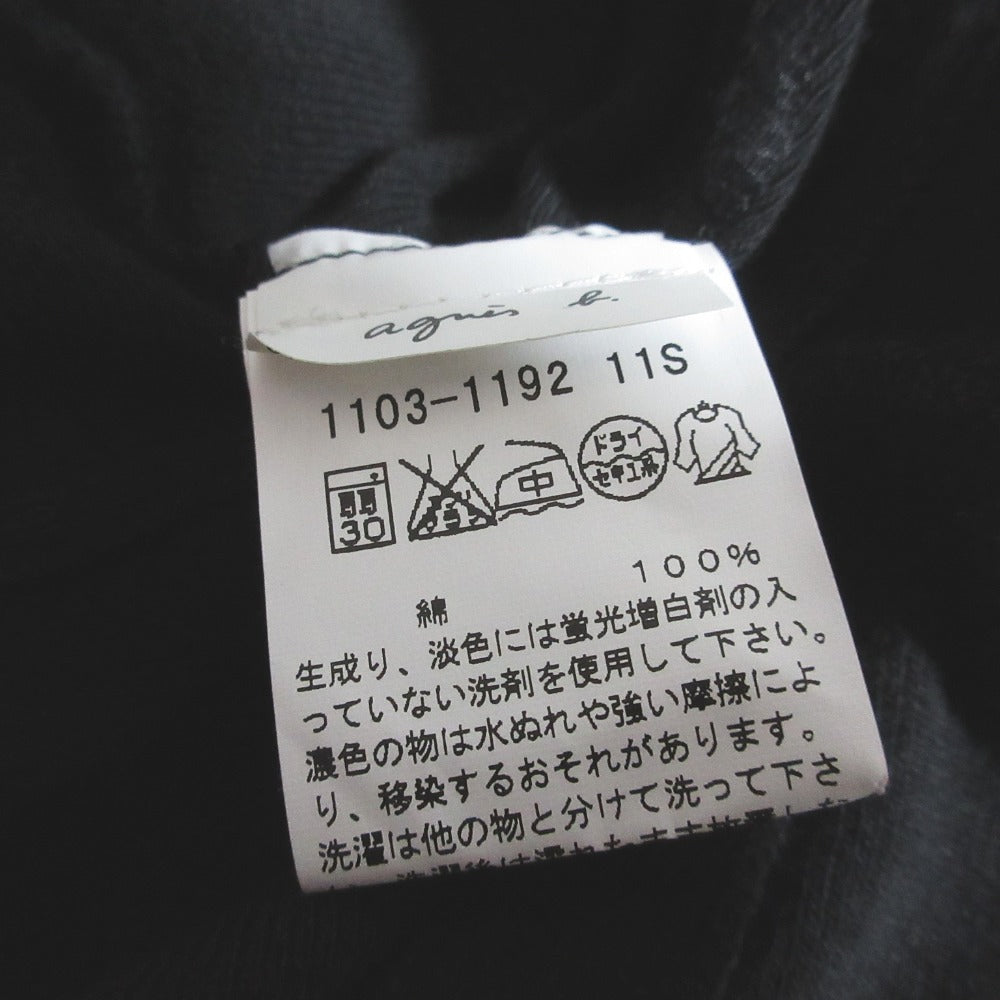 agnès b.
1103-1192 11S
弱
30
中
ドライ
セキユ系
綿 100%
生成り、淡色には蛍光増白剤の入
っていない洗剤を使用して下さい。
濃色の物は水ぬれや強い摩擦によ
り、移染するおそれがあります。
洗濯は他の物と分けて洗って下さ